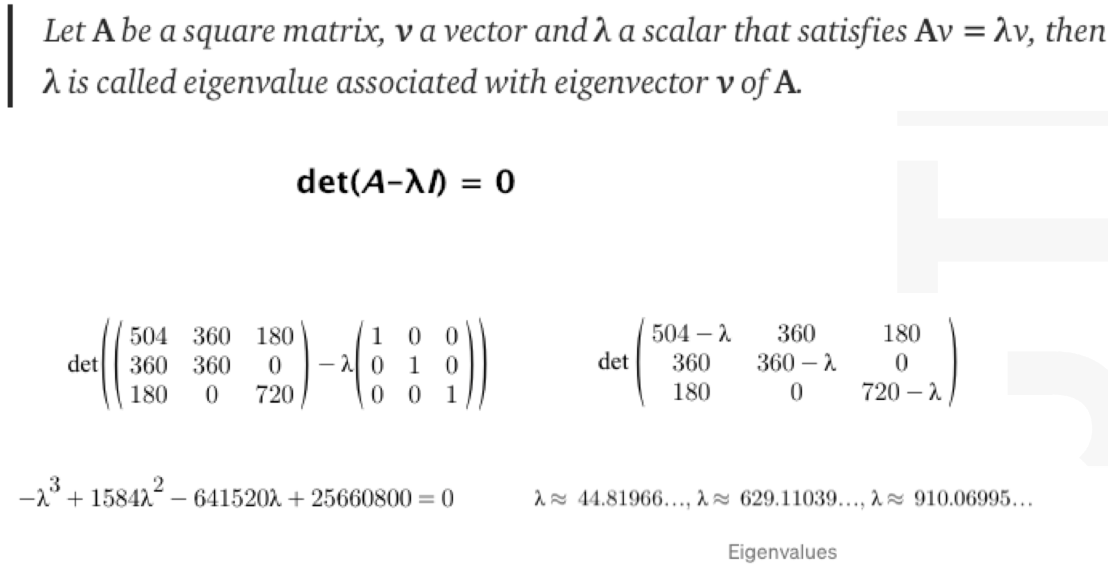 Let A be a square matrix, ν a vector and λ a scalar that satisfies Aν = λν, then
λ is called eigenvalue associated with eigenvector ν of A.
det(A-λI) = 0
det((504 360 180
360 360 0
180 0 720) − λ(1 0 0
0 1 0
0 0 1))
det(504 − λ 360 180
360 360 − λ 0
180 0 720 − λ)
−λ³ + 1584λ² − 641520λ + 25660800 = 0
λ ≈ 44.81966..., λ ≈ 629.11039..., λ ≈ 910.06995...
Eigenvalues